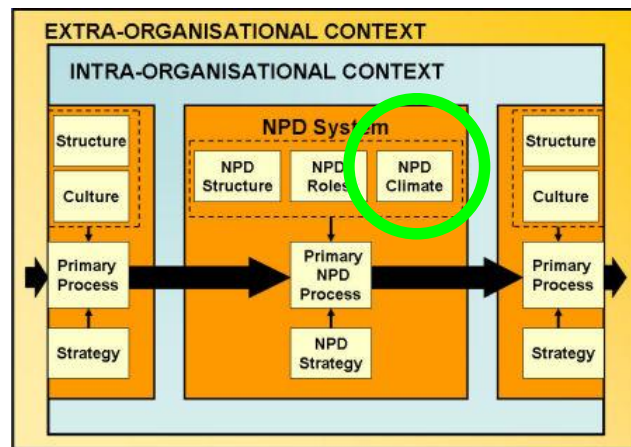 EXTRA-ORGANISATIONAL CONTEXT
INTRA-ORGANISATIONAL CONTEXT
Structure
Culture
Primary
Process
Strategy
NPD System
NPD
Structure
NPD
Roles
NPD
Climate
Primary
NPD
Process
NPD
Strategy
Structure
Culture
Primary
Process
Strategy